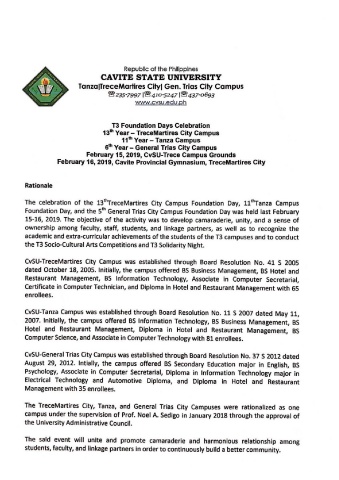 Republic of the Philippines
CAVITE STATE UNIVERSITY
Tanza|TreceMartires City| Gen. Trias City Campus
☎235-7997 |☎410-5247 |☎437-0693
www.cvsu.edu.ph
T3 Foundation Days Celebration
13th Year – TreceMartires City Campus
11th Year – Tanza Campus
6th Year – General Trias City Campus
February 15, 2019, CvSU-Trece Campus Grounds
February 16, 2019, Cavite Provincial Gymnasium, TreceMartires City
Rationale
The celebration of the 13thTreceMartires City Campus Foundation Day, 11thTanza Campus
Foundation Day, and the 5th General Trias City Campus Foundation Day was held last February
15-16, 2019. The objective of the activity was to develop camaraderie, unity, and a sense of
ownership among faculty, staff, students, and linkage partners, as well as to recognize the
academic and extra-curricular achievements of the students of the T3 campuses and to conduct
the T3 Socio-Cultural Arts Competitions and T3 Solidarity Night.
CvSU-TreceMartires City Campus was established through Board Resolution No. 41 S 2005
dated October 18, 2005. Initially, the campus offered BS Business Management, BS Hotel and
Restaurant Management, BS Information Technology, Associate in Computer Secretarial,
Certificate in Computer Technician, and Diploma in Hotel and Restaurant Management with 65
enrollees.
CvSU-Tanza Campus was established through Board Resolution No. 11 S 2007 dated May 11,
2007. Initially, the campus offered BS Information Technology, BS Business Management, BS
Hotel and Restaurant Management, Diploma in Hotel and Restaurant Management, BS
Computer Science, and Associate in Computer Technology with 81 enrollees.
CvSU-General Trias City Campus was established through Board Resolution No. 37 S 2012 dated
August 29, 2012. Intially, the campus offered BS Secondary Education major in English, BS
Psychology, Associate in Computer Secretarial, Diploma in Information Technology major in
Electrical Technology and Automotive Diploma, and Diploma in Hotel and Restaurant
Management with 35 enrollees.
The TreceMartires City, Tanza, and General Trias City Campuses were rationalized as one
campus under the supervision of Prof. Noel A. Sedigo in January 2018 through the approval of
the University Administrative Council.
The said event will unite and promote camaraderie and harmonious relationship among
students, faculty, and linkage partners in order to continuously build a better community.